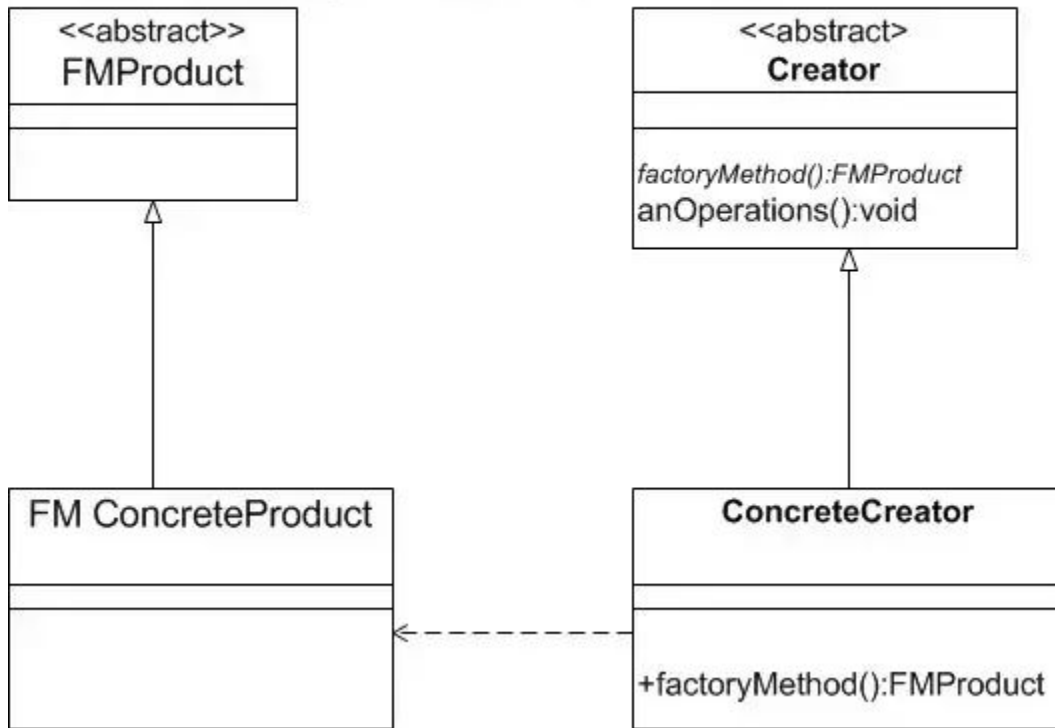 <<abstract>>
FMProduct
<<abstract>
Creator
factoryMethod():FMProduct
anOperations():void
FM ConcreteProduct
ConcreteCreator
+factoryMethod():FMProduct